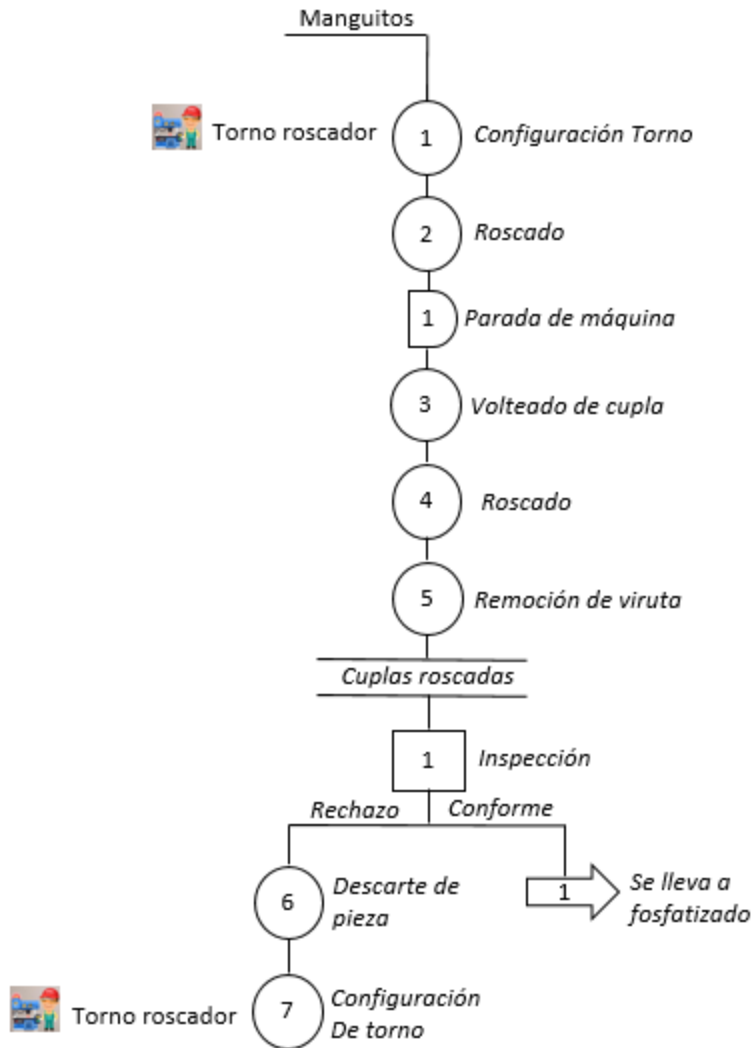 Manguitos
Torno roscador
1
Configuración Torno
2
Roscado
1
Parada de máquina
3
Volteado de cupla
4
Roscado
5
Remoción de viruta
Cuplas roscadas
1
Inspección
Rechazo
Conforme
6
Descarte de
pieza
1
Se lleva a
fosfatizado
Torno roscador
7
Configuración
De torno